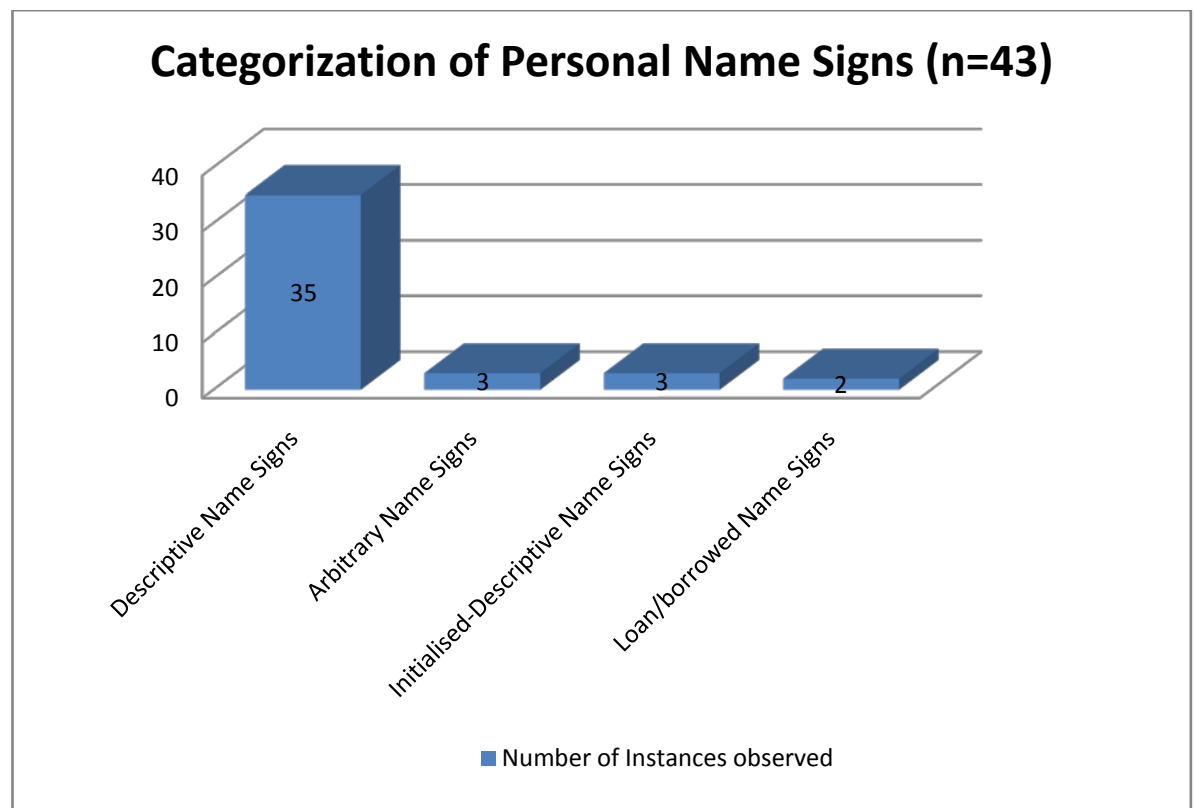 Categorization of Personal Name Signs (n=43)
40
30
20
10
0
35
3
3
2
Descriptive Name Signs
Arbitrary Name Signs
Initialised-Descriptive Name Signs
Loan/borrowed Name Signs
Number of Instances observed